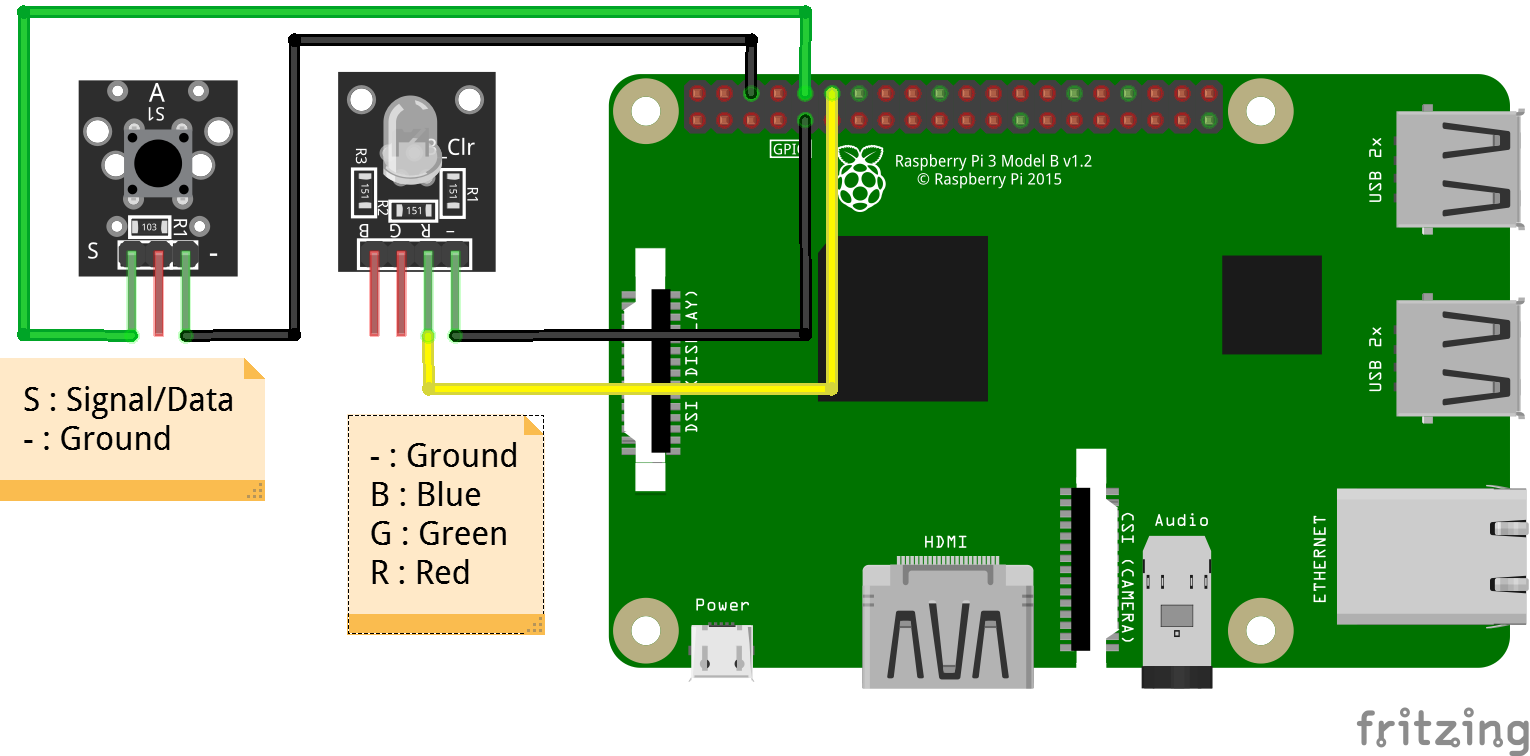 A
S1
103
R1
S
-
_Clr
R3
151
R2
151
151
R1
B G R -
S : Signal/Data
- : Ground
- : Ground
B : Blue
G : Green
R : Red
GPIO
Raspberry Pi 3 Model B v1.2
© Raspberry Pi 2015
USB 2x
USB 2x
DSI (DISPLAY)
Power
HDMI
CSI (CAMERA)
Audio
ETHERNET
fritzing